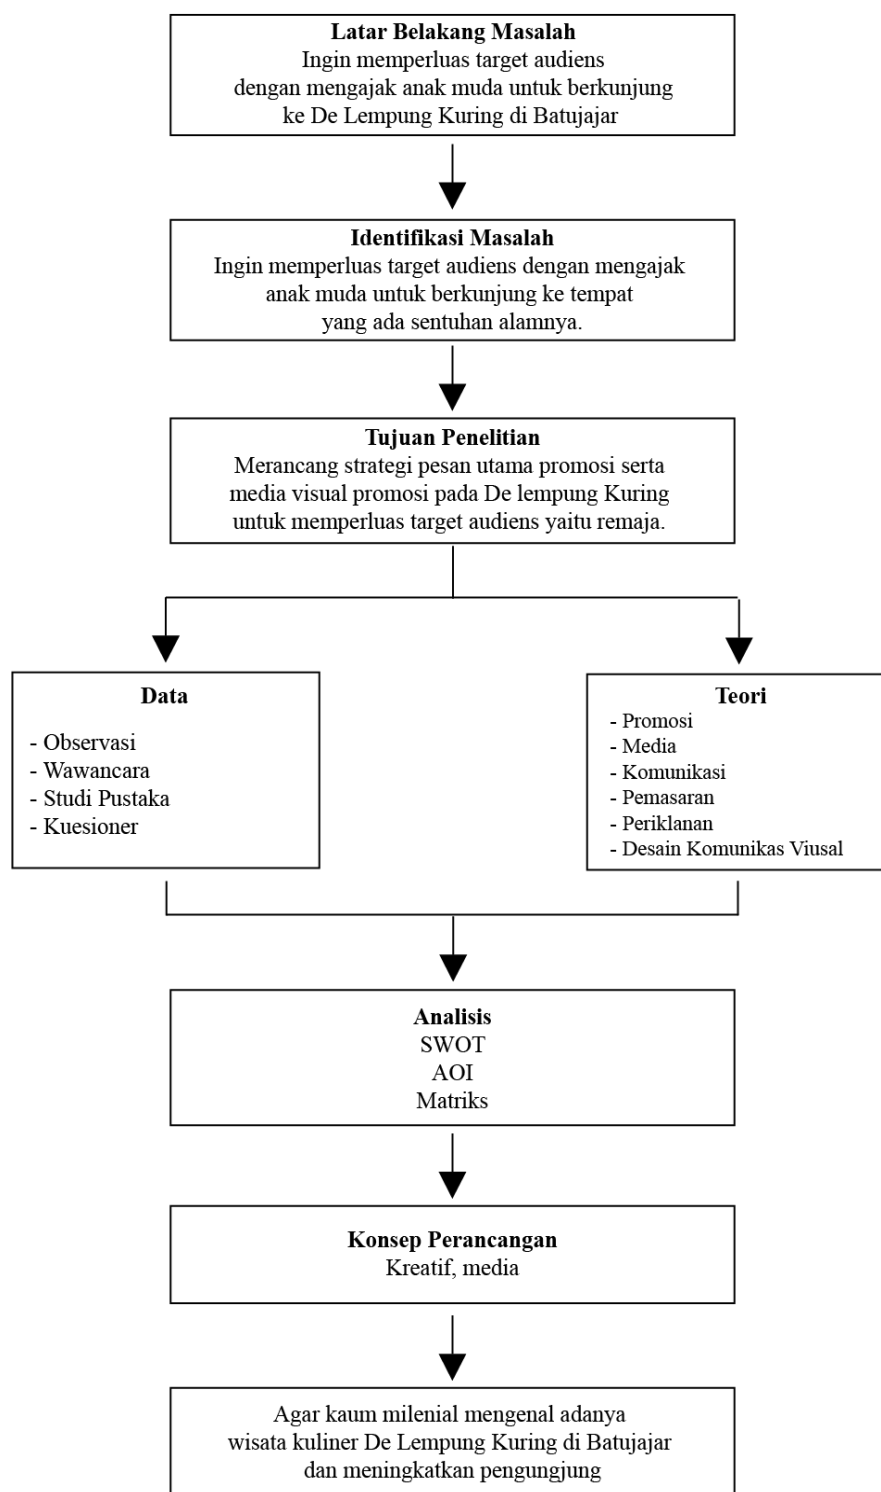 Latar Belakang Masalah
Ingin memperluas target audiens
dengan mengajak anak muda untuk berkunjung
ke De Lempung Kuring di Batujajar
Identifikasi Masalah
Ingin memperluas target audiens dengan mengajak
anak muda untuk berkunjung ke tempat
yang ada sentuhan alamnya.
Tujuan Penelitian
Merancang strategi pesan utama promosi serta
media visual promosi pada De lempung Kuring
untuk memperluas target audiens yaitu remaja.
Data
- Observasi
- Wawancara
- Studi Pustaka
- Kuesioner
Teori
- Promosi
- Media
- Komunikasi
- Pemasaran
- Periklanan
- Desain Komunikas Viusal
Analisis
SWOT
AOI
Matriks
Konsep Perancangan
Kreatif, media
Agar kaum milenial mengenal adanya
wisata kuliner De Lempung Kuring di Batujajar
dan meningkatkan pengungjung